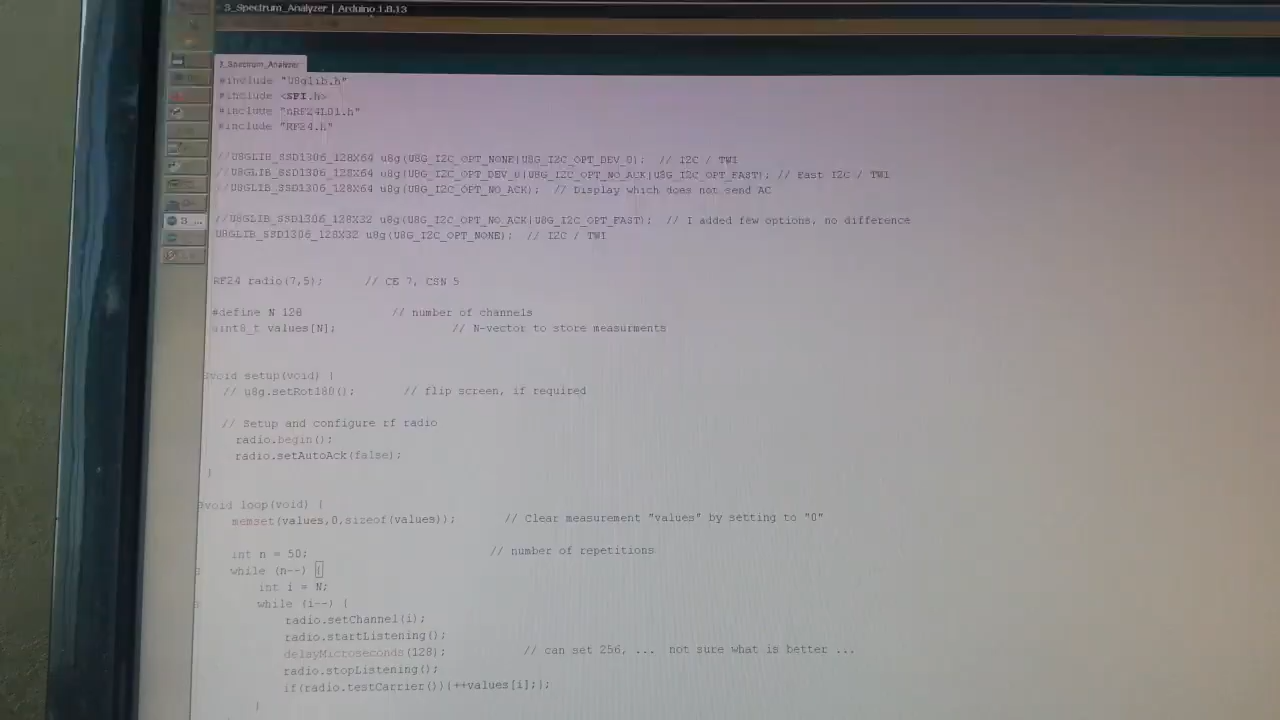 3_Spectrum_Analyzer | Arduino 1.8.13
3_Spectrum_Analyzer
#include "U8glib.h"
#include <SPI.h>
#include "nRF24L01.h"
#include "RF24.h"
//U8GLIB_SSD1306_128X64 u8g(U8G_I2C_OPT_NONE|U8G_I2C_OPT_DEV_0); // I2C / TWI
//U8GLIB_SSD1306_128X64 u8g(U8G_I2C_OPT_DEV_0|U8G_I2C_OPT_NO_ACK|U8G_I2C_OPT_FAST); // Fast I2C / TWI
//U8GLIB_SSD1306_128X64 u8g(U8G_I2C_OPT_NO_ACK); // Display which does not send AC
//U8GLIB_SSD1306_128X32 u8g(U8G_I2C_OPT_NO_ACK|U8G_I2C_OPT_FAST); // I added few options, no difference
U8GLIB_SSD1306_128X32 u8g(U8G_I2C_OPT_NONE); // I2C / TWI
3_...
RF24 radio(7,5); // CE 7, CSN 5
#define N 128 // number of channels
uint8_t values[N]; // N-vector to store measurments
void setup(void) {
// u8g.setRot180(); // flip screen, if required
// Setup and configure rf radio
radio.begin();
radio.setAutoAck(false);
}
void loop(void) {
memset(values,0,sizeof(values)); // Clear measurement "values" by setting to "0"
int n = 50; // number of repetitions
while (n--) {
int i = N;
while (i--) {
radio.setChannel(i);
radio.startListening();
delayMicroseconds(128); // can set 256, ... not sure what is better ...
radio.stopListening();
if(radio.testCarrier()){++values[i];};
}